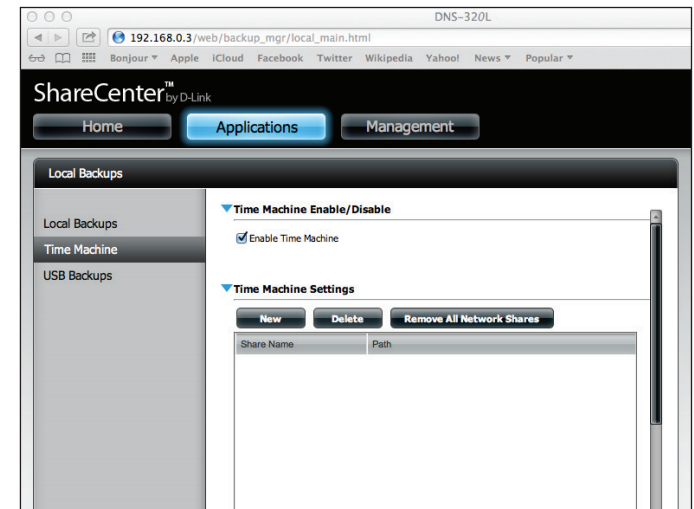 DNS-320L
192.168.0.3/web/backup_mgr/local_main.html
Bonjour Apple iCloud Facebook Twitter Wikipedia Yahoo! News Popular
ShareCenter™ by D-Link
Home Applications Management
Local Backups
Local Backups
Time Machine
USB Backups
Time Machine Enable/Disable
Enable Time Machine
Time Machine Settings
New Delete Remove All Network Shares
Share Name Path